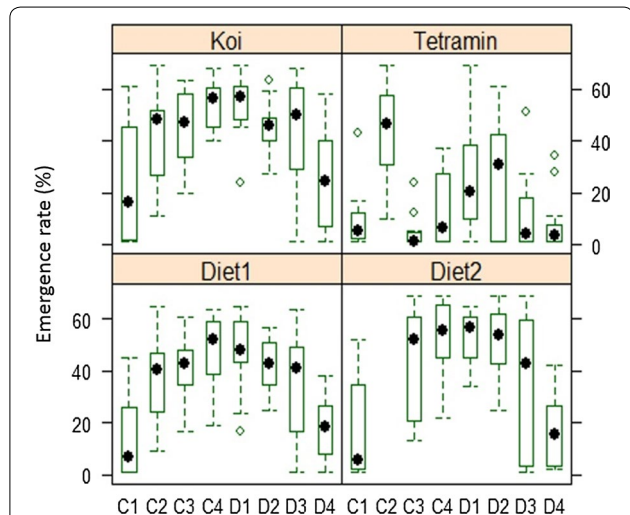 Koi Tetramin
60
40
20
0
Emergence rate (%)
Diet1 Diet2
60
40
20
0
C1 C2 C3 C4 D1 D2 D3 D4 C1 C2 C3 C4 D1 D2 D3 D4